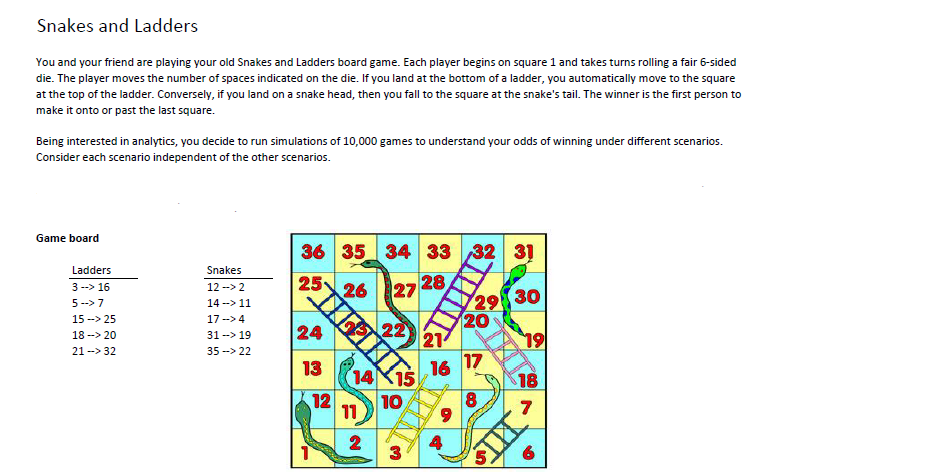 Snakes and Ladders
You and your friend are playing your old Snakes and Ladders board game. Each player begins on square 1 and takes turns rolling a fair 6-sided
die. The player moves the number of spaces indicated on the die. If you land at the bottom of a ladder, you automatically move to the square
at the top of the ladder. Conversely, if you land on a snake head, then you fall to the square at the snake's tail. The winner is the first person to
make it onto or past the last square.
Being interested in analytics, you decide to run simulations of 10,000 games to understand your odds of winning under different scenarios.
Consider each scenario independent of the other scenarios.
Game board
Ladders
3 --> 16
5 --> 7
15 --> 25
18 --> 20
21 --> 32
Snakes
12 --> 2
14 --> 11
17 --> 4
31 --> 19
35 --> 22
36 35 34 33 32 31
25 26 27 28 29 30
24 23 22 21 20 19
13 14 15 16 17 18
12 11 10 9 8 7
1 2 3 4 5 6